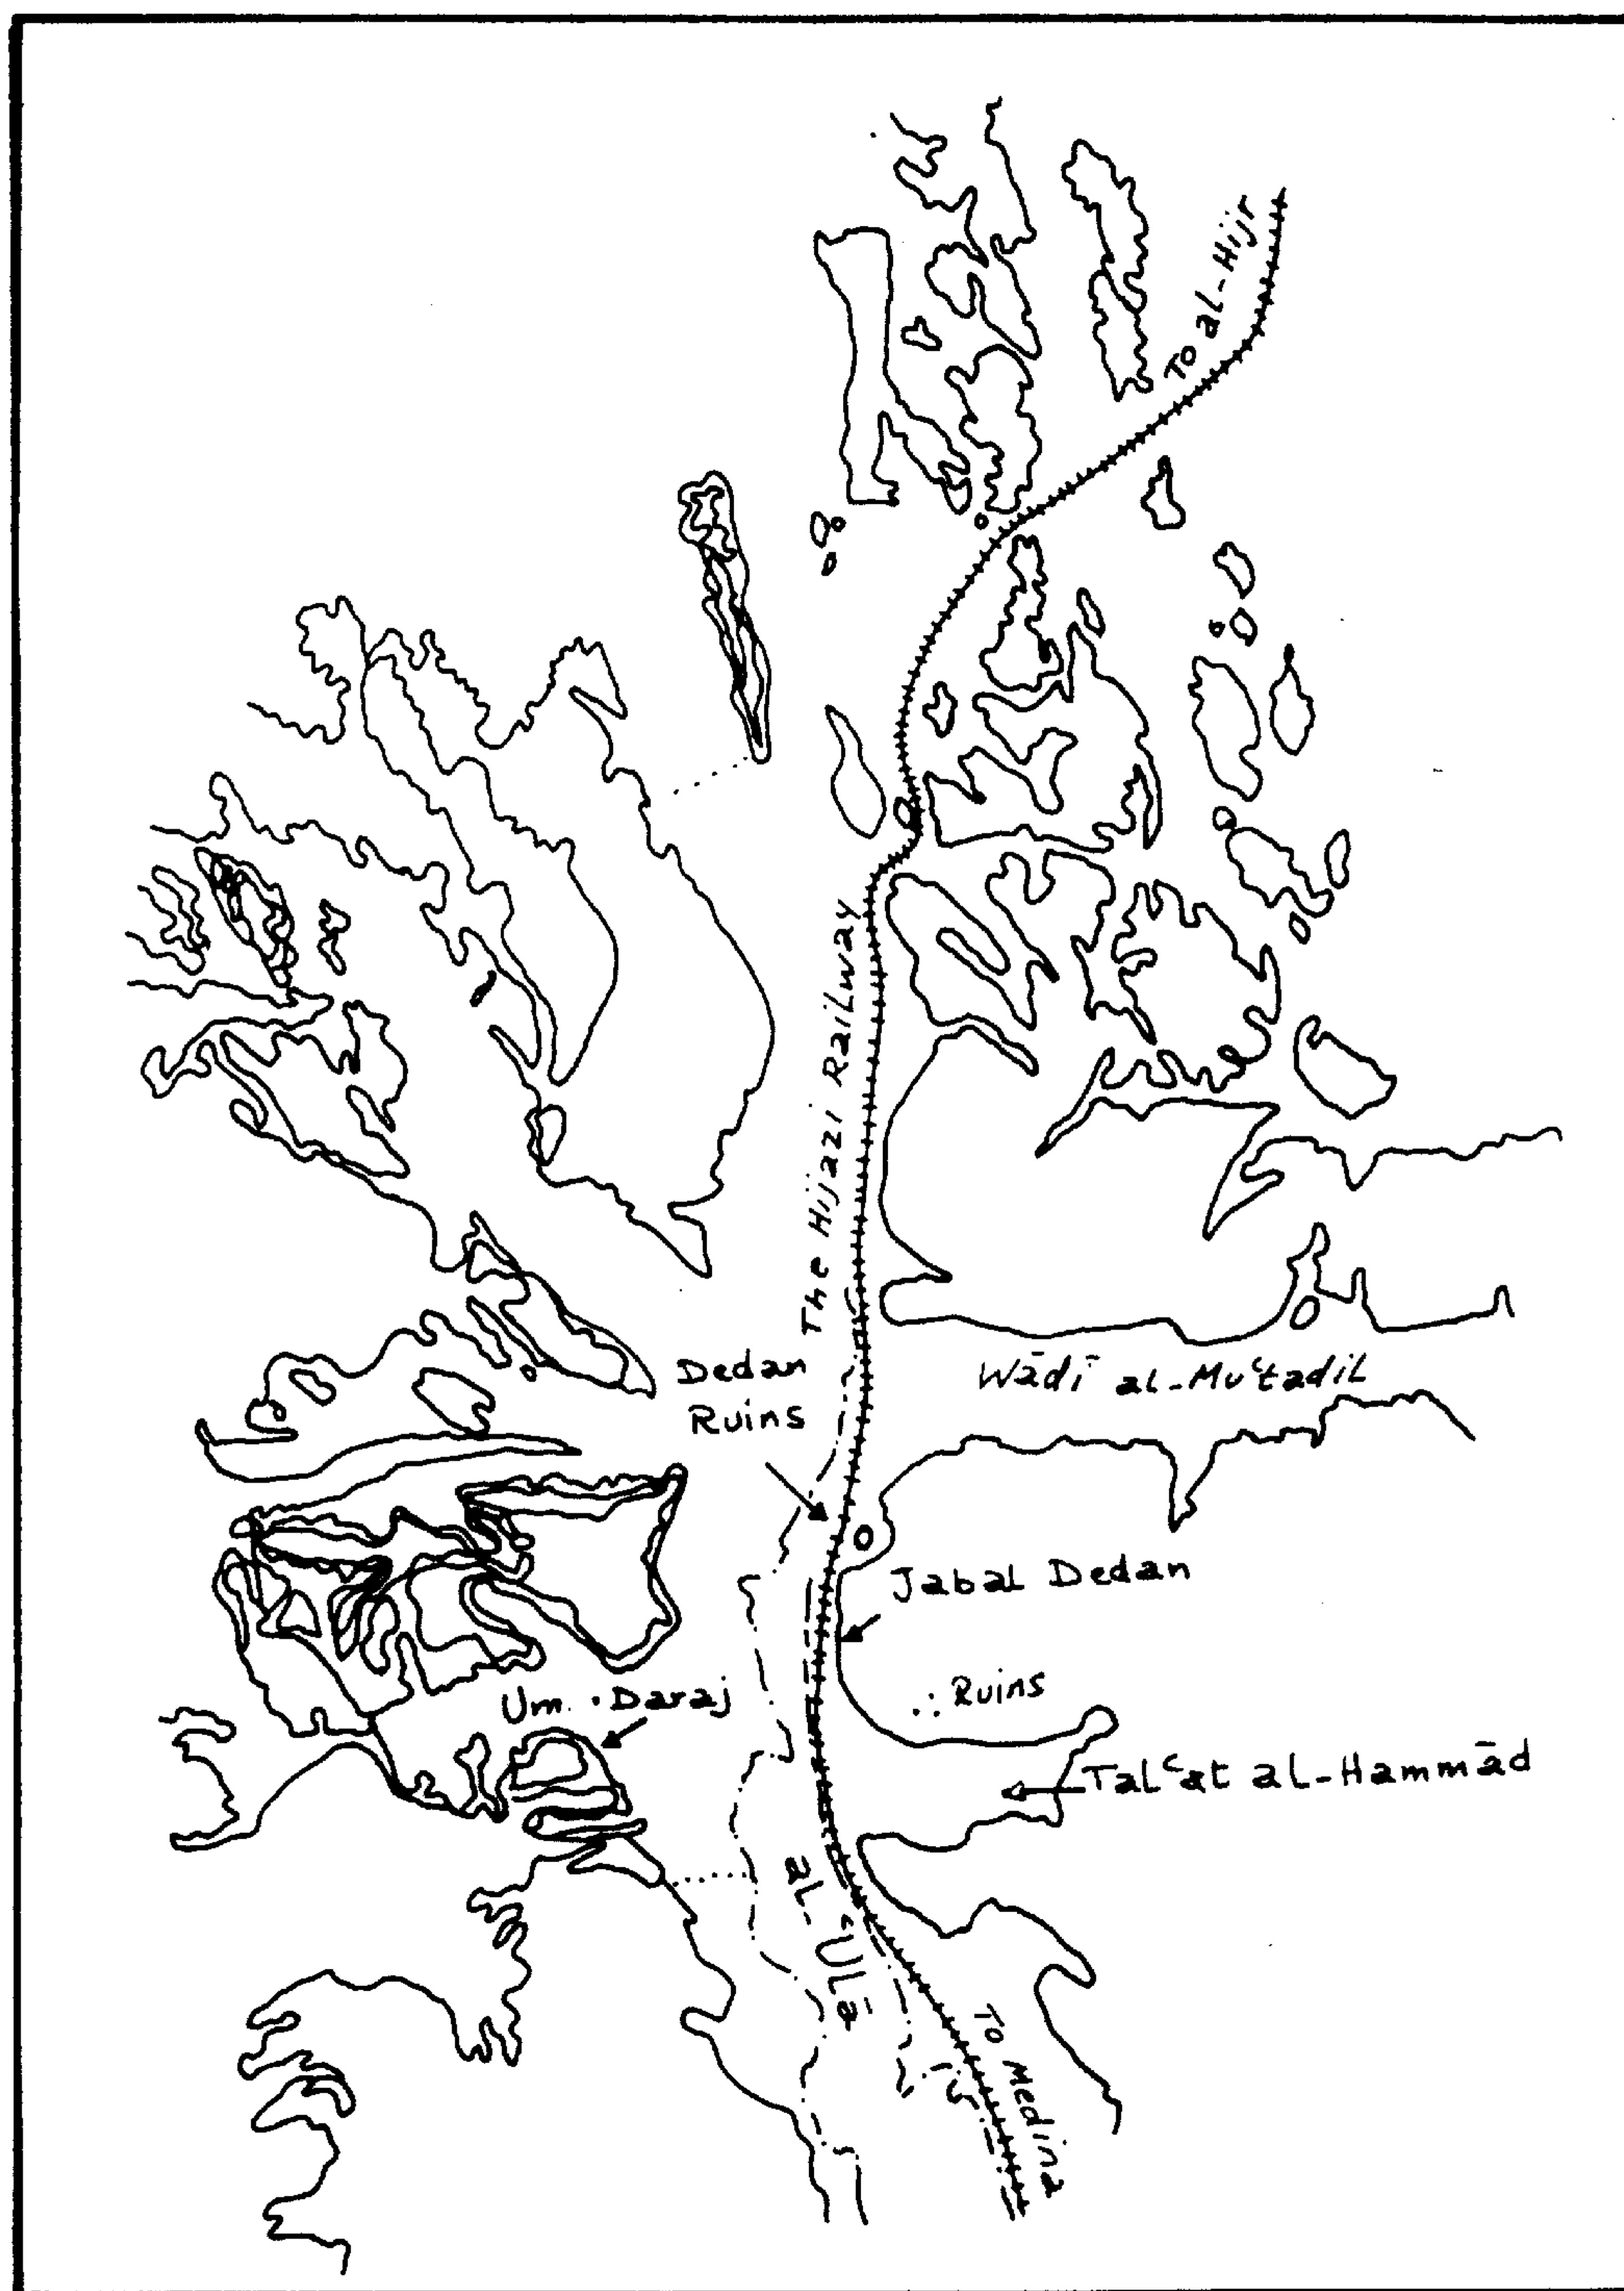 To al-Hijr
The Hijazi Railway
Dedan
Ruins
Wādī al-Muʿtadil
Jabal Dedan
Ruins
Um. Daraj
Talʿat al-Hammād
al-Ulā
To Medina